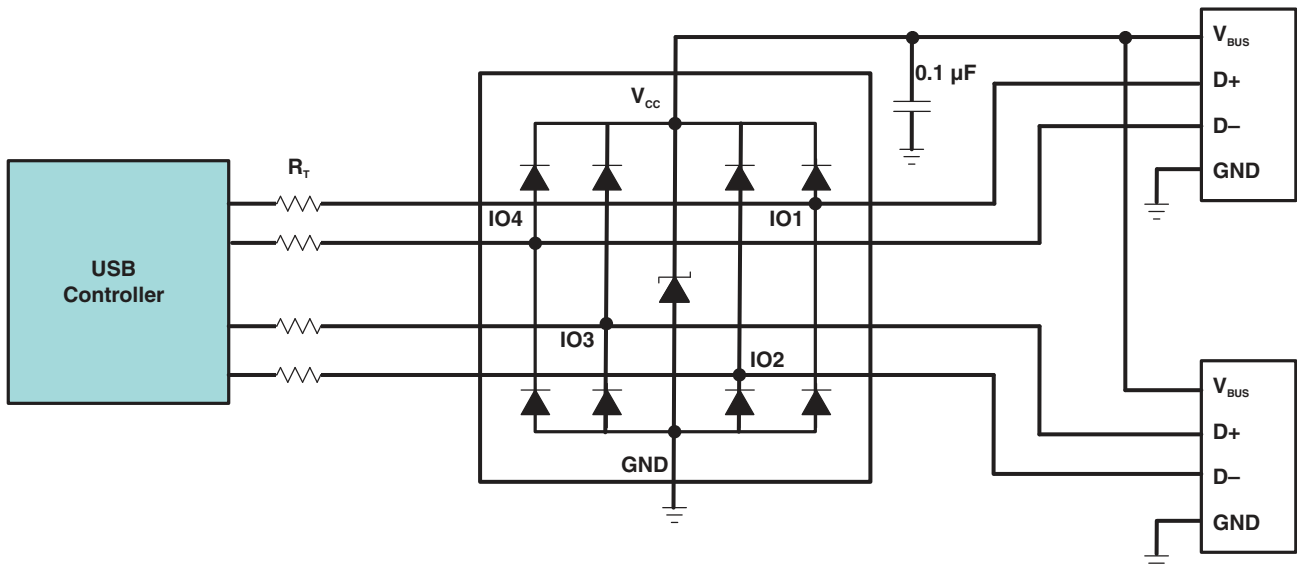 V_BUS
0.1 µF
D+
V_CC
D–
R_T
GND
IO4
IO1
USB
Controller
IO3
IO2
V_BUS
D+
GND
D–
GND